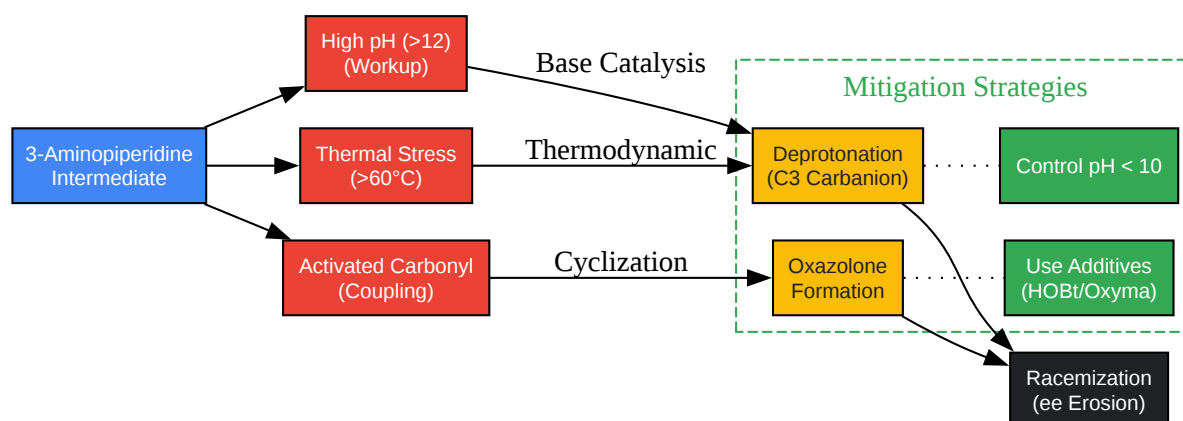 High pH (>12)
(Workup)
Base Catalysis
Mitigation Strategies
3-Aminopiperidine
Intermediate
Thermal Stress
(>60°C)
Thermodynamic
Deprotonation
(C3 Carbanion)
Control pH < 10
Activated Carbonyl
(Coupling)
Cyclization
Oxazolone
Formation
Use Additives
(HOBt/Oxyma)
Racemization
(ee Erosion)